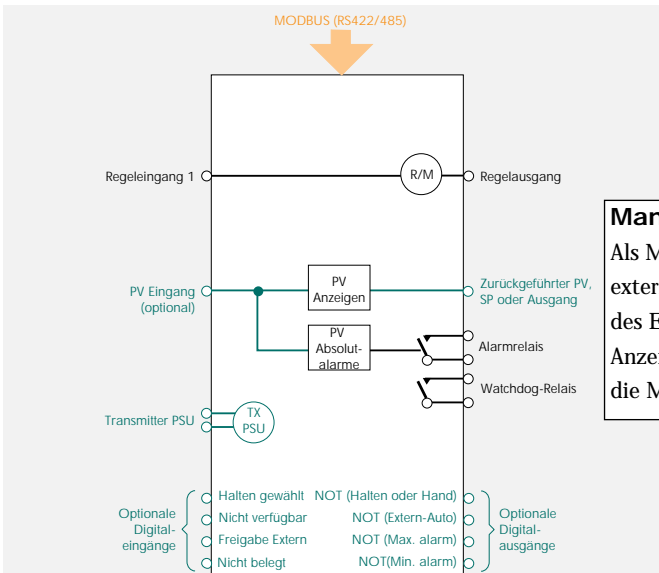 MODBUS (RS422/485)
Regeleingang 1
R/M
Regelausgang
PV Eingang
(optional)
PV
Anzeigen
Zurückgeführter PV,
SP oder Ausgang
PV
Absolut-
alarme
Alarmrelais
Watchdog-Relais
Transmitter PSU
TX
PSU
Optionale
Digital-
eingänge
Halten gewählt
Nicht verfügbar
Freigabe Extern
Nicht belegt
NOT (Halten oder Hand)
NOT (Extern-Auto)
NOT (Max. alarm)
NOT(Min. alarm)
Optionale
Digital-
ausgänge
Als
exter
des
die